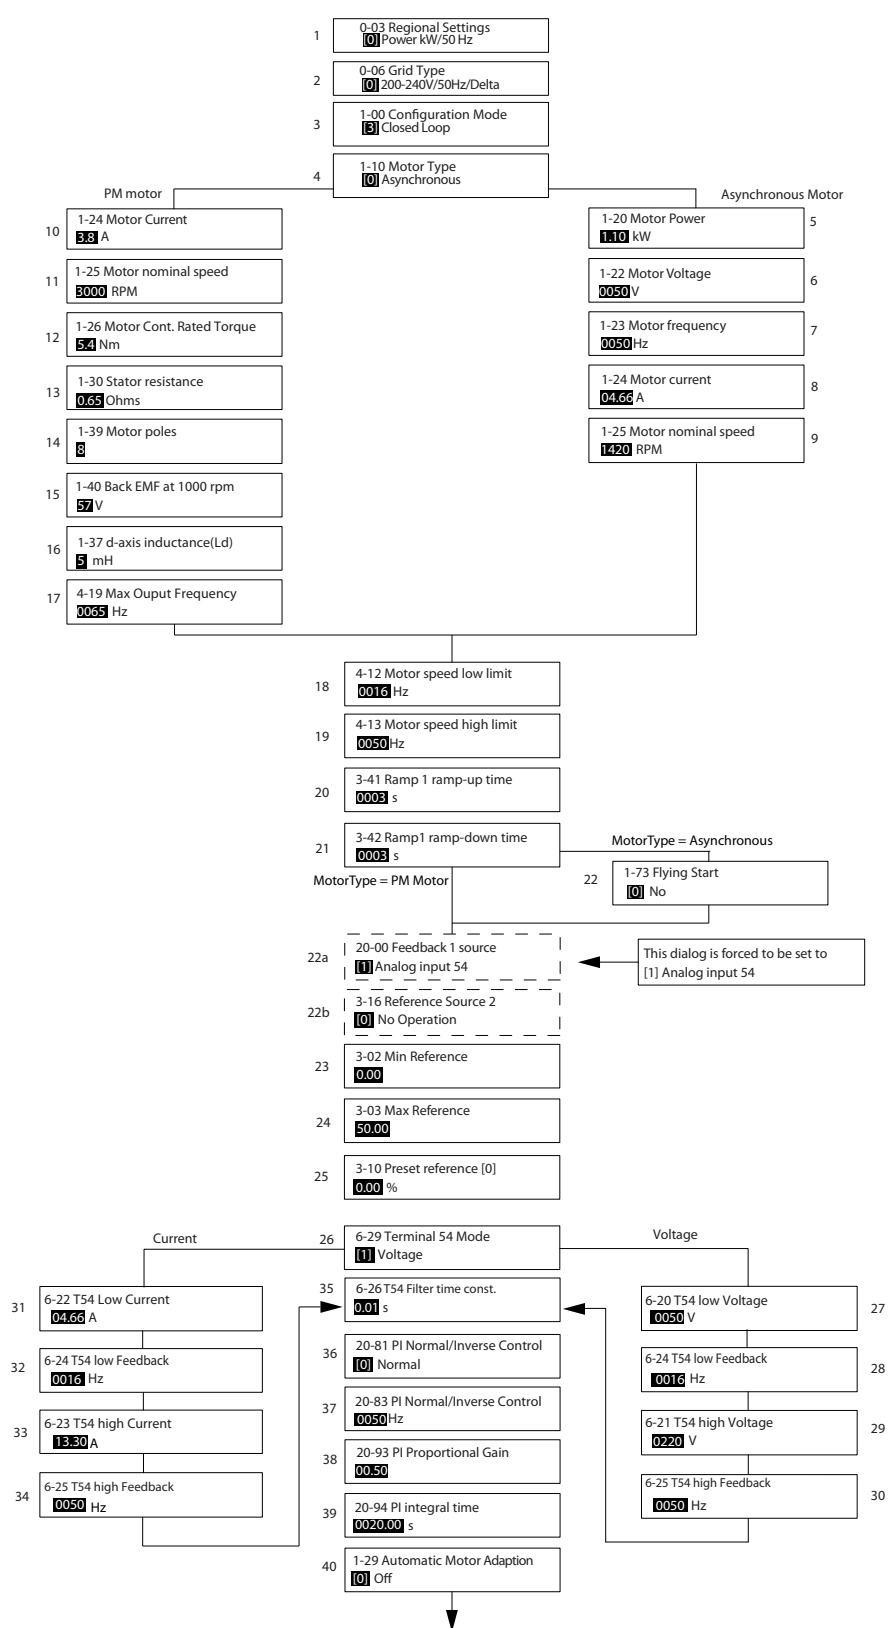 1
0-03 Regional Settings
[0] Power kW/50 Hz
2
0-06 Grid Type
[0] 200-240V/50Hz/Delta
3
1-00 Configuration Mode
[3] Closed Loop
4
1-10 Motor Type
[0] Asynchronous
PM motor
10
1-24 Motor Current
3.8 A
11
1-25 Motor nominal speed
3000 RPM
12
1-26 Motor Cont. Rated Torque
5.4 Nm
13
1-30 Stator resistance
0.65 Ohms
14
1-39 Motor poles
8
15
1-40 Back EMF at 1000 rpm
57 V
16
1-37 d-axis inductance(Ld)
5 mH
17
4-19 Max Ouput Frequency
0065 Hz
Asynchronous Motor
1-20 Motor Power
1.10 kW
5
1-22 Motor Voltage
0050 V
6
1-23 Motor frequency
0050 Hz
7
1-24 Motor current
04.66 A
8
1-25 Motor nominal speed
1420 RPM
9
18
4-12 Motor speed low limit
0016 Hz
19
4-13 Motor speed high limit
0050 Hz
20
3-41 Ramp 1 ramp-up time
0003 s
21
3-42 Ramp1 ramp-down time
0003 s
MotorType = Asynchronous
22
1-73 Flying Start
[0] No
MotorType = PM Motor
22a
20-00 Feedback 1 source
[1] Analog input 54
This dialog is forced to be set to
[1] Analog input 54
22b
3-16 Reference Source 2
[0] No Operation
23
3-02 Min Reference
0.00
24
3-03 Max Reference
50.00
25
3-10 Preset reference [0]
0.00 %
26
6-29 Terminal 54 Mode
[1] Voltage
Current
31
6-22 T54 Low Current
04.66 A
32
6-24 T54 low Feedback
0016 Hz
33
6-23 T54 high Current
13.30 A
34
6-25 T54 high Feedback
0050 Hz
Voltage
6-20 T54 low Voltage
0050 V
27
6-24 T54 low Feedback
0016 Hz
28
6-21 T54 high Voltage
0220 V
29
6-25 T54 high Feedback
0050 Hz
30
35
6-26 T54 Filter time const.
0.01 s
36
20-81 PI Normal/Inverse Control
[0] Normal
37
20-83 PI Normal/Inverse Control
0050 Hz
38
20-93 PI Proportional Gain
00.50
39
20-94 PI integral time
0020.00 s
40
1-29 Automatic Motor Adaption
[0] Off